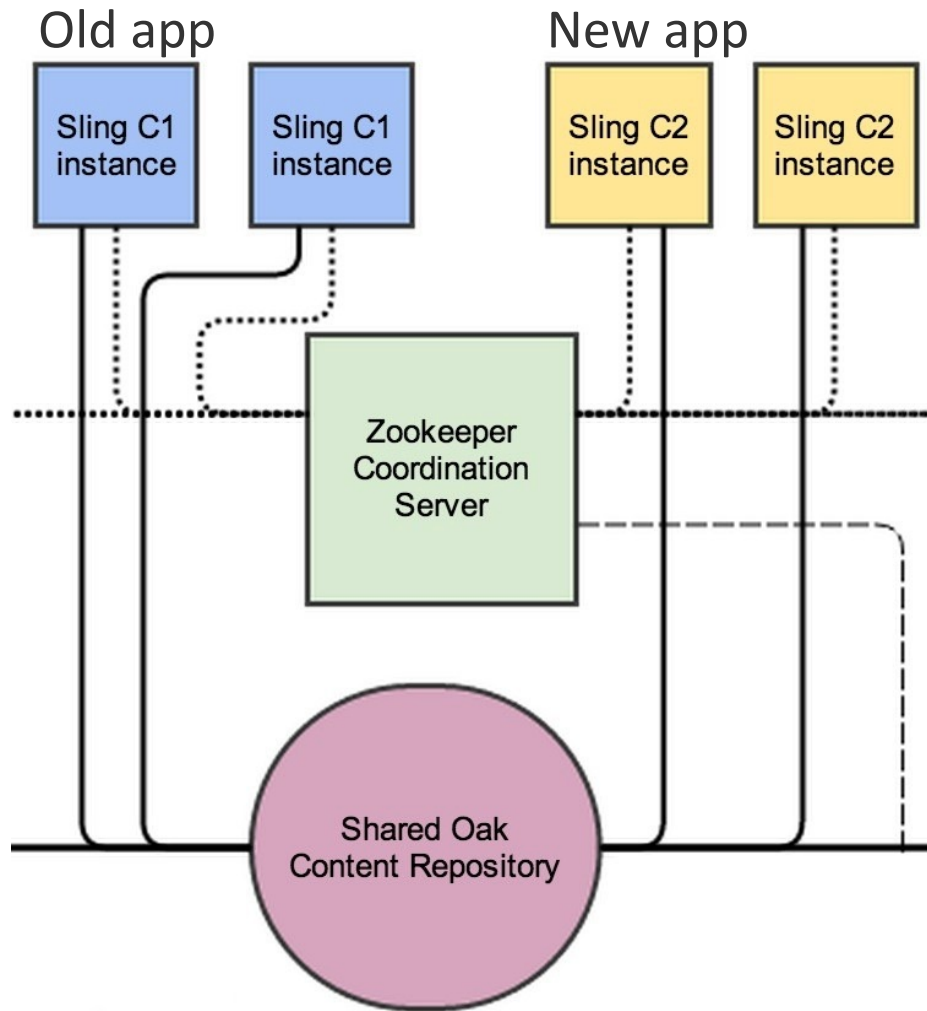 Old app
New app
Sling C1
instance
Sling C1
instance
Sling C2
instance
Sling C2
instance
Zookeeper
Coordination
Server
Shared Oak
Content Repository